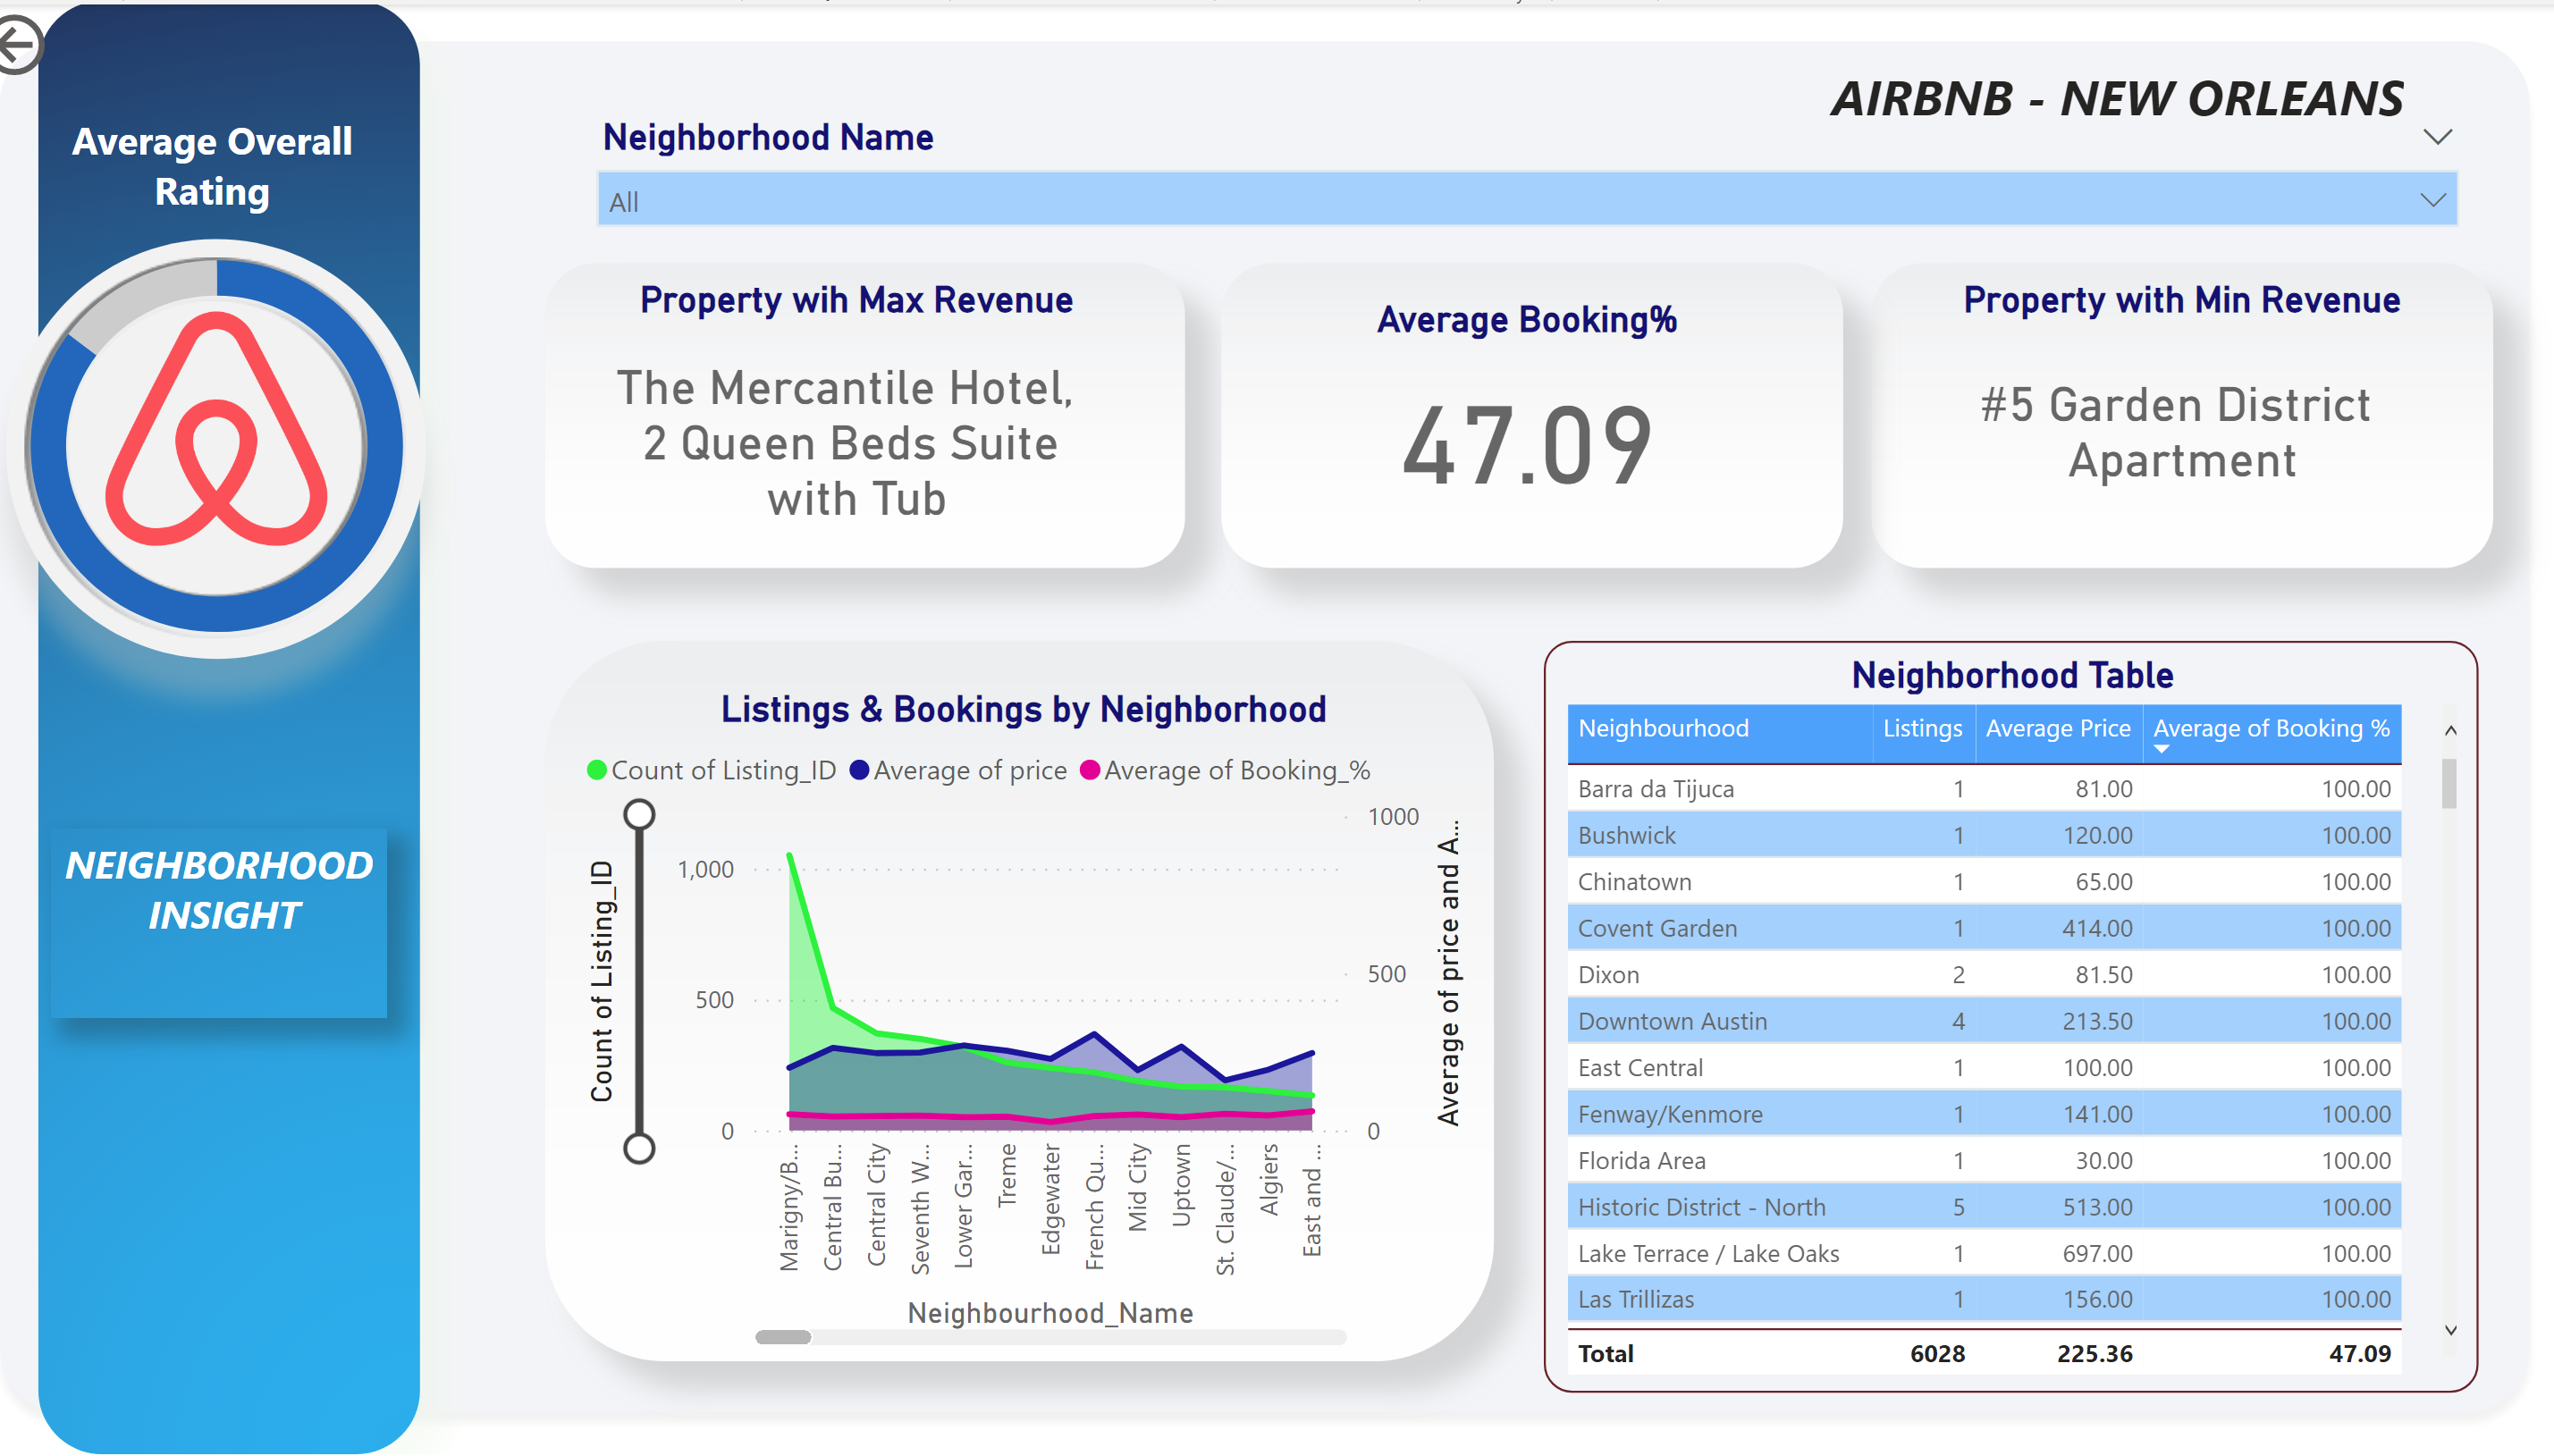 AIRBNB - NEW ORLEANS
Average Overall
Rating
NEIGHBORHOOD
INSIGHT
Neighborhood Name
All
Property wih Max Revenue
The Mercantile Hotel,
2 Queen Beds Suite
with Tub
Average Booking%
47.09
Property with Min Revenue
#5 Garden District
Apartment
Listings & Bookings by Neighborhood
Count of Listing_ID Average of price Average of Booking_%
Count of Listing_ID
1,000
500
0
1000
500
0
Average of price and A...
Marigny/B...
Central Bu...
Central City
Seventh W...
Lower Gar...
Treme
Edgewater
French Qu...
Mid City
Uptown
St. Claude/...
Algiers
East and ...
Neighbourhood_Name
Neighborhood Table
Neighbourhood Listings Average Price Average of Booking %
Barra da Tijuca 1 81.00 100.00
Bushwick 1 120.00 100.00
Chinatown 1 65.00 100.00
Covent Garden 1 414.00 100.00
Dixon 2 81.50 100.00
Downtown Austin 4 213.50 100.00
East Central 1 100.00 100.00
Fenway/Kenmore 1 141.00 100.00
Florida Area 1 30.00 100.00
Historic District - North 5 513.00 100.00
Lake Terrace / Lake Oaks 1 697.00 100.00
Las Trillizas 1 156.00 100.00
Total 6028 225.36 47.09